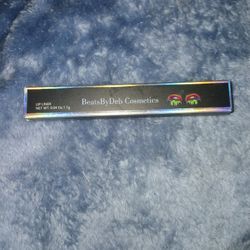 LIP LINER
NET WT. 0.04 Oz./1.1g
BeatsByDeb Cosmetics